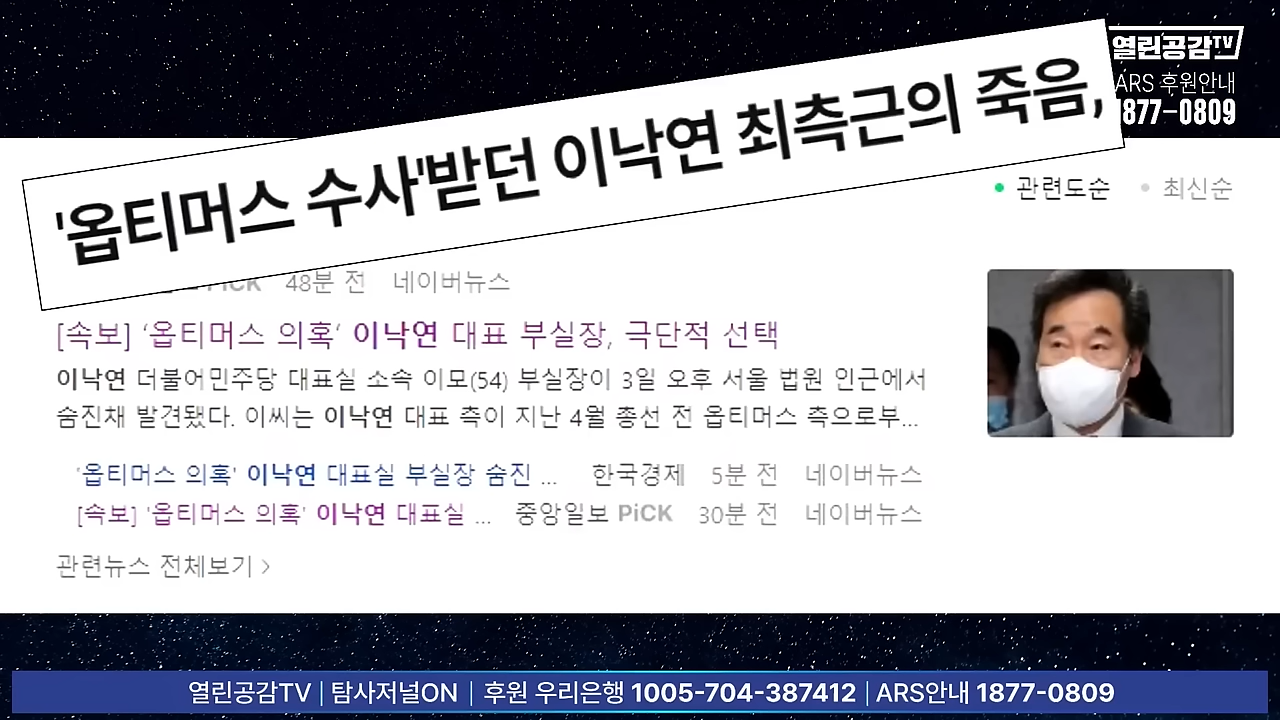 열린공감TV
ARS 후원안내
1877-0809
'옵티머스 수사'받던 이낙연 최측근의 죽음,
관련도순 최신순
PiCK 48분 전 네이버뉴스
[속보] ‘옵티머스 의혹’ 이낙연 대표 부실장, 극단적 선택
이낙연 더불어민주당 대표실 소속 이모(54) 부실장이 3일 오후 서울 법원 인근에서
숨진채 발견됐다. 이씨는 이낙연 대표 측이 지난 4월 총선 전 옵티머스 측으로부...
'옵티머스 의혹' 이낙연 대표실 부실장 숨진 ... 한국경제 5분 전 네이버뉴스
[속보] '옵티머스 의혹' 이낙연 대표실 ... 중앙일보 PiCK 30분 전 네이버뉴스
관련뉴스 전체보기 >
열린공감TV | 탐사저널ON | 후원 우리은행 1005-704-387412 | ARS안내 1877-0809